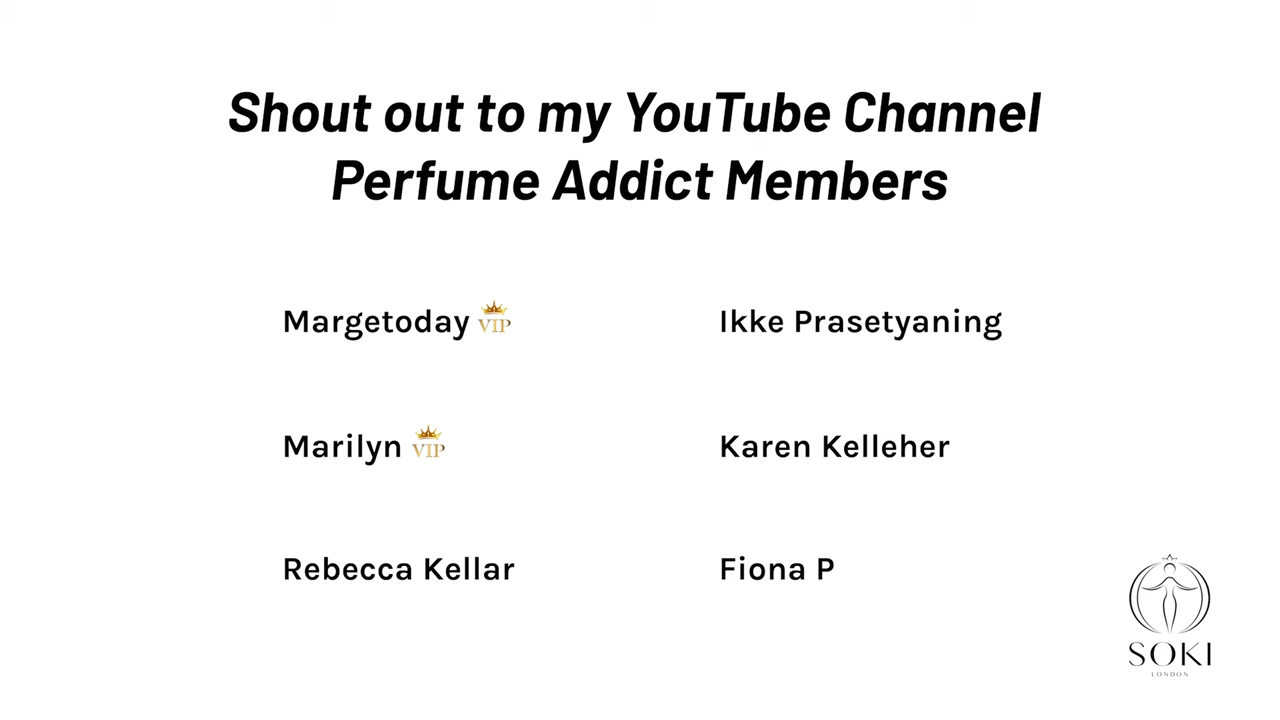 Shout out to my YouTube Channel
Perfume Addict Members
Margetoday VIP
Ikke Prasetyaning
Marilyn VIP
Karen Kelleher
Rebecca Kellar
Fiona P
SOKI
LONDON